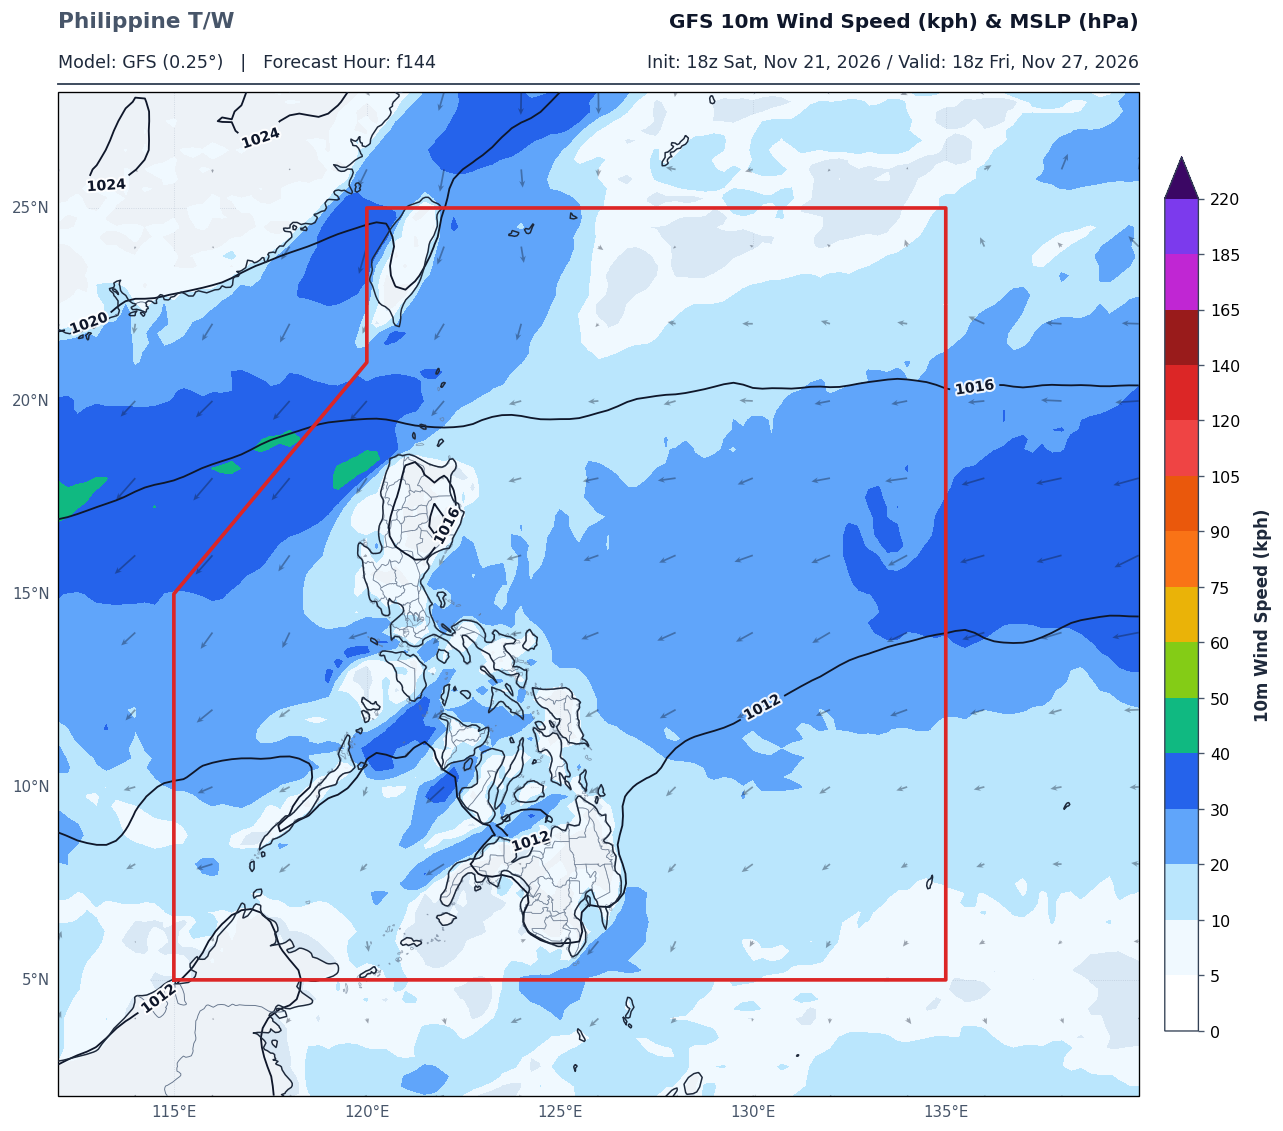 Philippine T/W
GFS 10m Wind Speed (kph) & MSLP (hPa)
Model: GFS (0.25°) | Forecast Hour: f144
Init: 18z Sat, Nov 21, 2026 / Valid: 18z Fri, Nov 27, 2026
1024
1024
25°N
1020
20°N
1016
1016
15°N
1012
10°N
1012
5°N
1012
115°E
120°E
125°E
130°E
135°E
220
185
165
140
120
105
90
75
60
50
40
30
20
10
5
0
10m Wind Speed (kph)